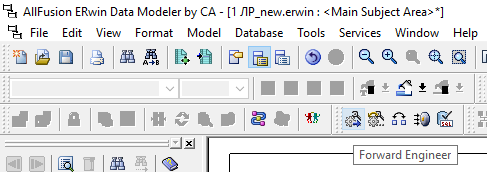 AllFusion ERwin Data Modeler by CA - [1 ЛР_new.erwin : <Main Subject Area>*]
File Edit View Format Model Database Tools Services Window Help
A→B
SQL
Forward Engineer